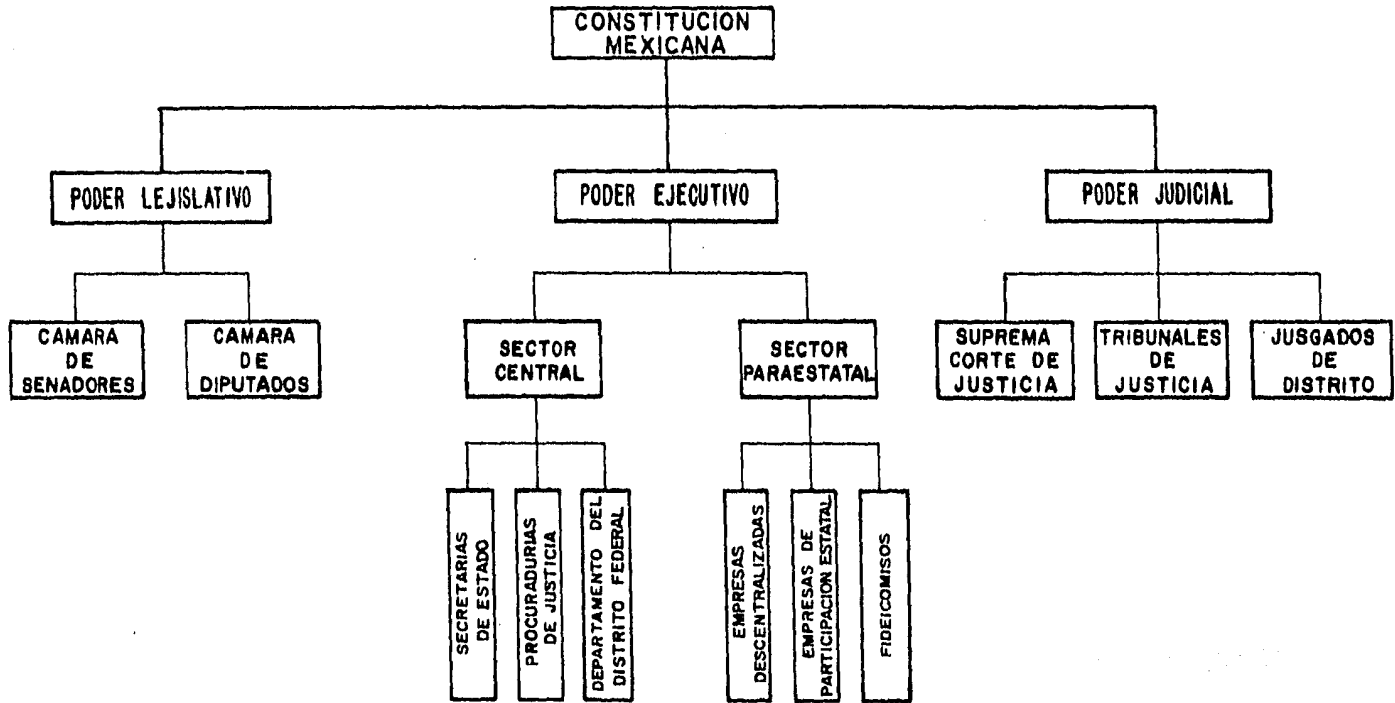 CONSTITUCION
MEXICANA
PODER LEJISLATIVO
PODER EJECUTIVO
PODER JUDICIAL
CAMARA
DE
SENADORES
CAMARA
DE
DIPUTADOS
SECTOR
CENTRAL
SECTOR
PARAESTATAL
SUPREMA
CORTE DE
JUSTICIA
TRIBUNALES
DE
JUSTICIA
JUSGADOS
DE
DISTRITO
SECRETARIAS
DE ESTADO
PROCURADURIAS
DE JUSTICIA
DEPARTAMENTO DEL
DISTRITO FEDERAL
EMPRESAS
DESCENTRALIZADAS
EMPRESAS DE
PARTICIPACION ESTATAL
FIDEICOMISOS